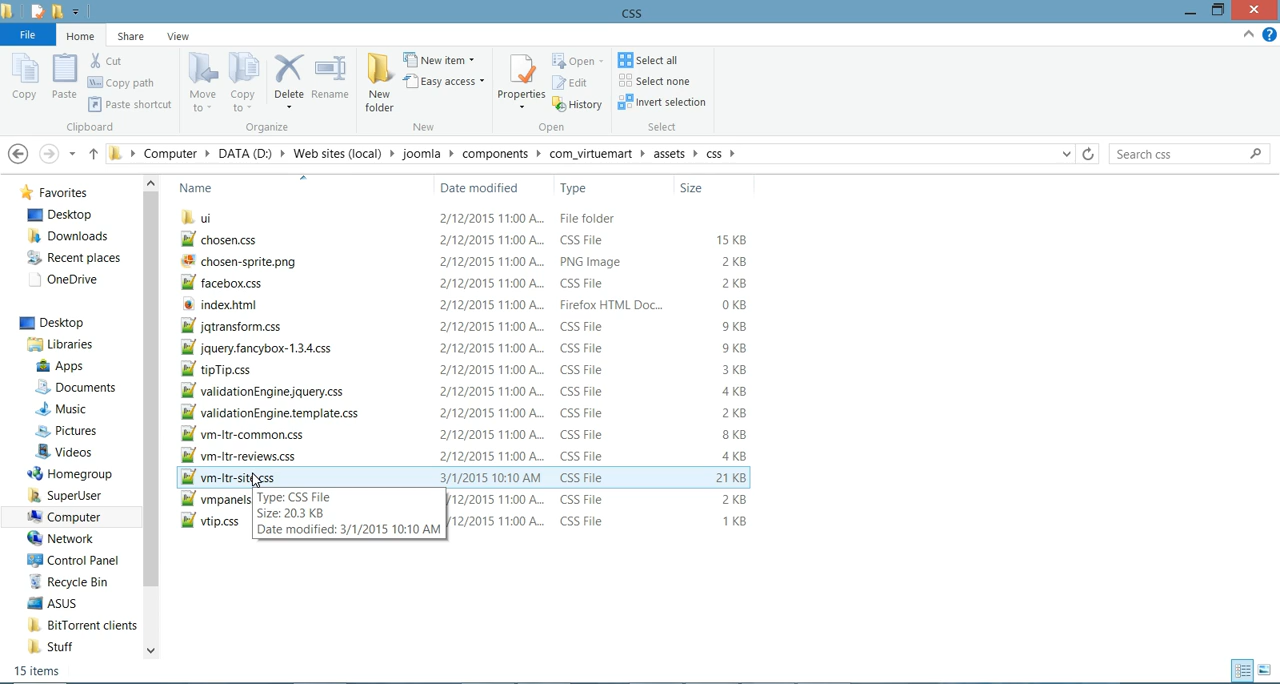 CSS
File Home Share View
Copy Paste Cut Copy path Paste shortcut Move to Copy to Delete Rename New folder New item Easy access Properties Open Edit History Select all Select none Invert selection
Clipboard Organize New Open Select
Computer DATA (D:) Web sites (local) joomla components com_virtuemart assets css Search css
Favorites
Desktop
Downloads
Recent places
OneDrive
Desktop
Libraries
Apps
Documents
Music
Pictures
Videos
Homegroup
SuperUser
Computer
Network
Control Panel
Recycle Bin
ASUS
BitTorrent clients
Stuff
Name Date modified Type Size
ui 2/12/2015 11:00 A... File folder
chosen.css 2/12/2015 11:00 A... CSS File 15 KB
chosen-sprite.png 2/12/2015 11:00 A... PNG Image 2 KB
facebox.css 2/12/2015 11:00 A... CSS File 2 KB
index.html 2/12/2015 11:00 A... Firefox HTML Doc... 0 KB
jqtransform.css 2/12/2015 11:00 A... CSS File 9 KB
jquery.fancybox-1.3.4.css 2/12/2015 11:00 A... CSS File 9 KB
tipTip.css 2/12/2015 11:00 A... CSS File 3 KB
validationEngine.jquery.css 2/12/2015 11:00 A... CSS File 4 KB
validationEngine.template.css 2/12/2015 11:00 A... CSS File 2 KB
vm-ltr-common.css 2/12/2015 11:00 A... CSS File 8 KB
vm-ltr-reviews.css 2/12/2015 11:00 A... CSS File 4 KB
vm-ltr-site.css 3/1/2015 10:10 AM CSS File 21 KB
vmpanels /12/2015 11:00 A... CSS File 2 KB
vtip.css /12/2015 11:00 A... CSS File 1 KB
Type: CSS File
Size: 20.3 KB
Date modified: 3/1/2015 10:10 AM
15 items